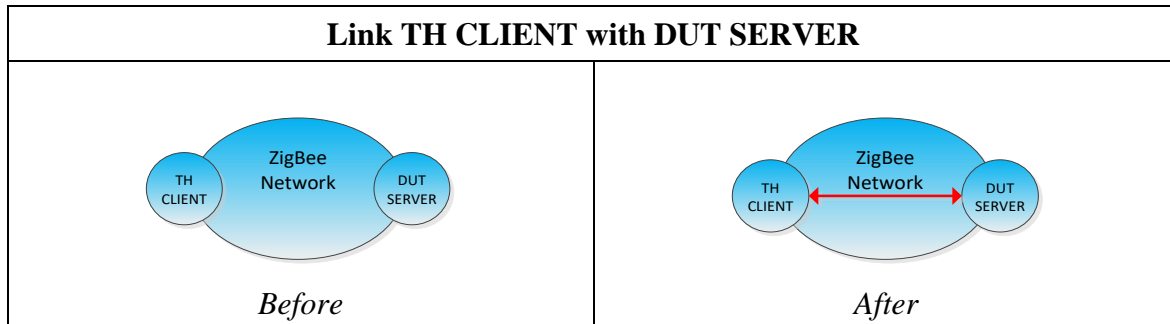 Link TH CLIENT with DUT SERVER
ZigBee
Network
TH
CLIENT
DUT
SERVER
Before
ZigBee
Network
TH
CLIENT
DUT
SERVER
After